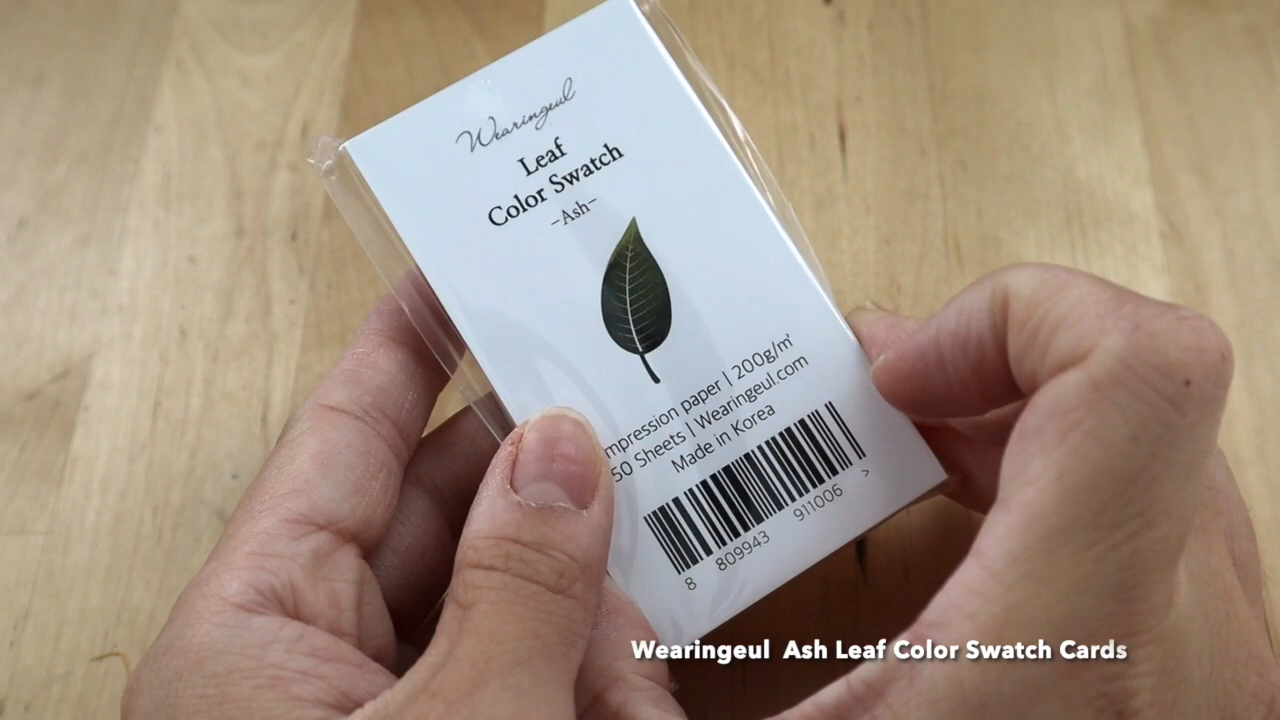 Wearingeul
Leaf
Color Swatch
-Ash-
mpression paper | 200g/m²
50 Sheets | Wearingeul.com
Made in Korea
8 809943 911006 >
Wearingeul Ash Leaf Color Swatch Cards